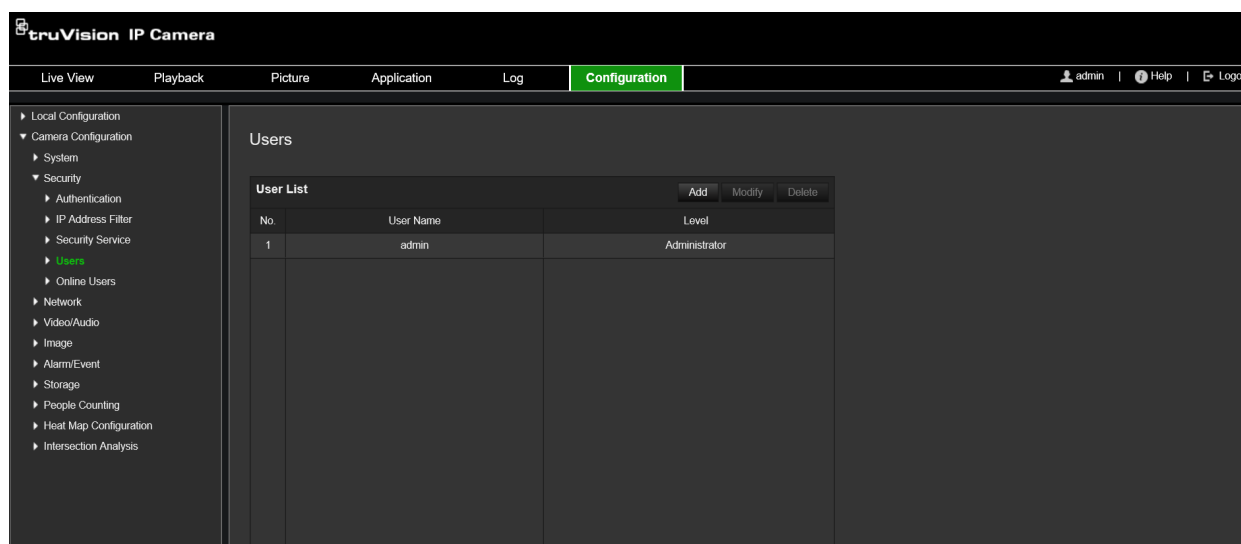 truVision IP Camera
Live View Playback Picture Application Log Configuration admin | Help | Logo
Local Configuration
Camera Configuration
System
Security
Authentication
IP Address Filter
Security Service
Users
Online Users
Network
Video/Audio
Image
Alarm/Event
Storage
People Counting
Heat Map Configuration
Intersection Analysis
Users
User List Add Modify Delete
No. User Name Level
1 admin Administrator